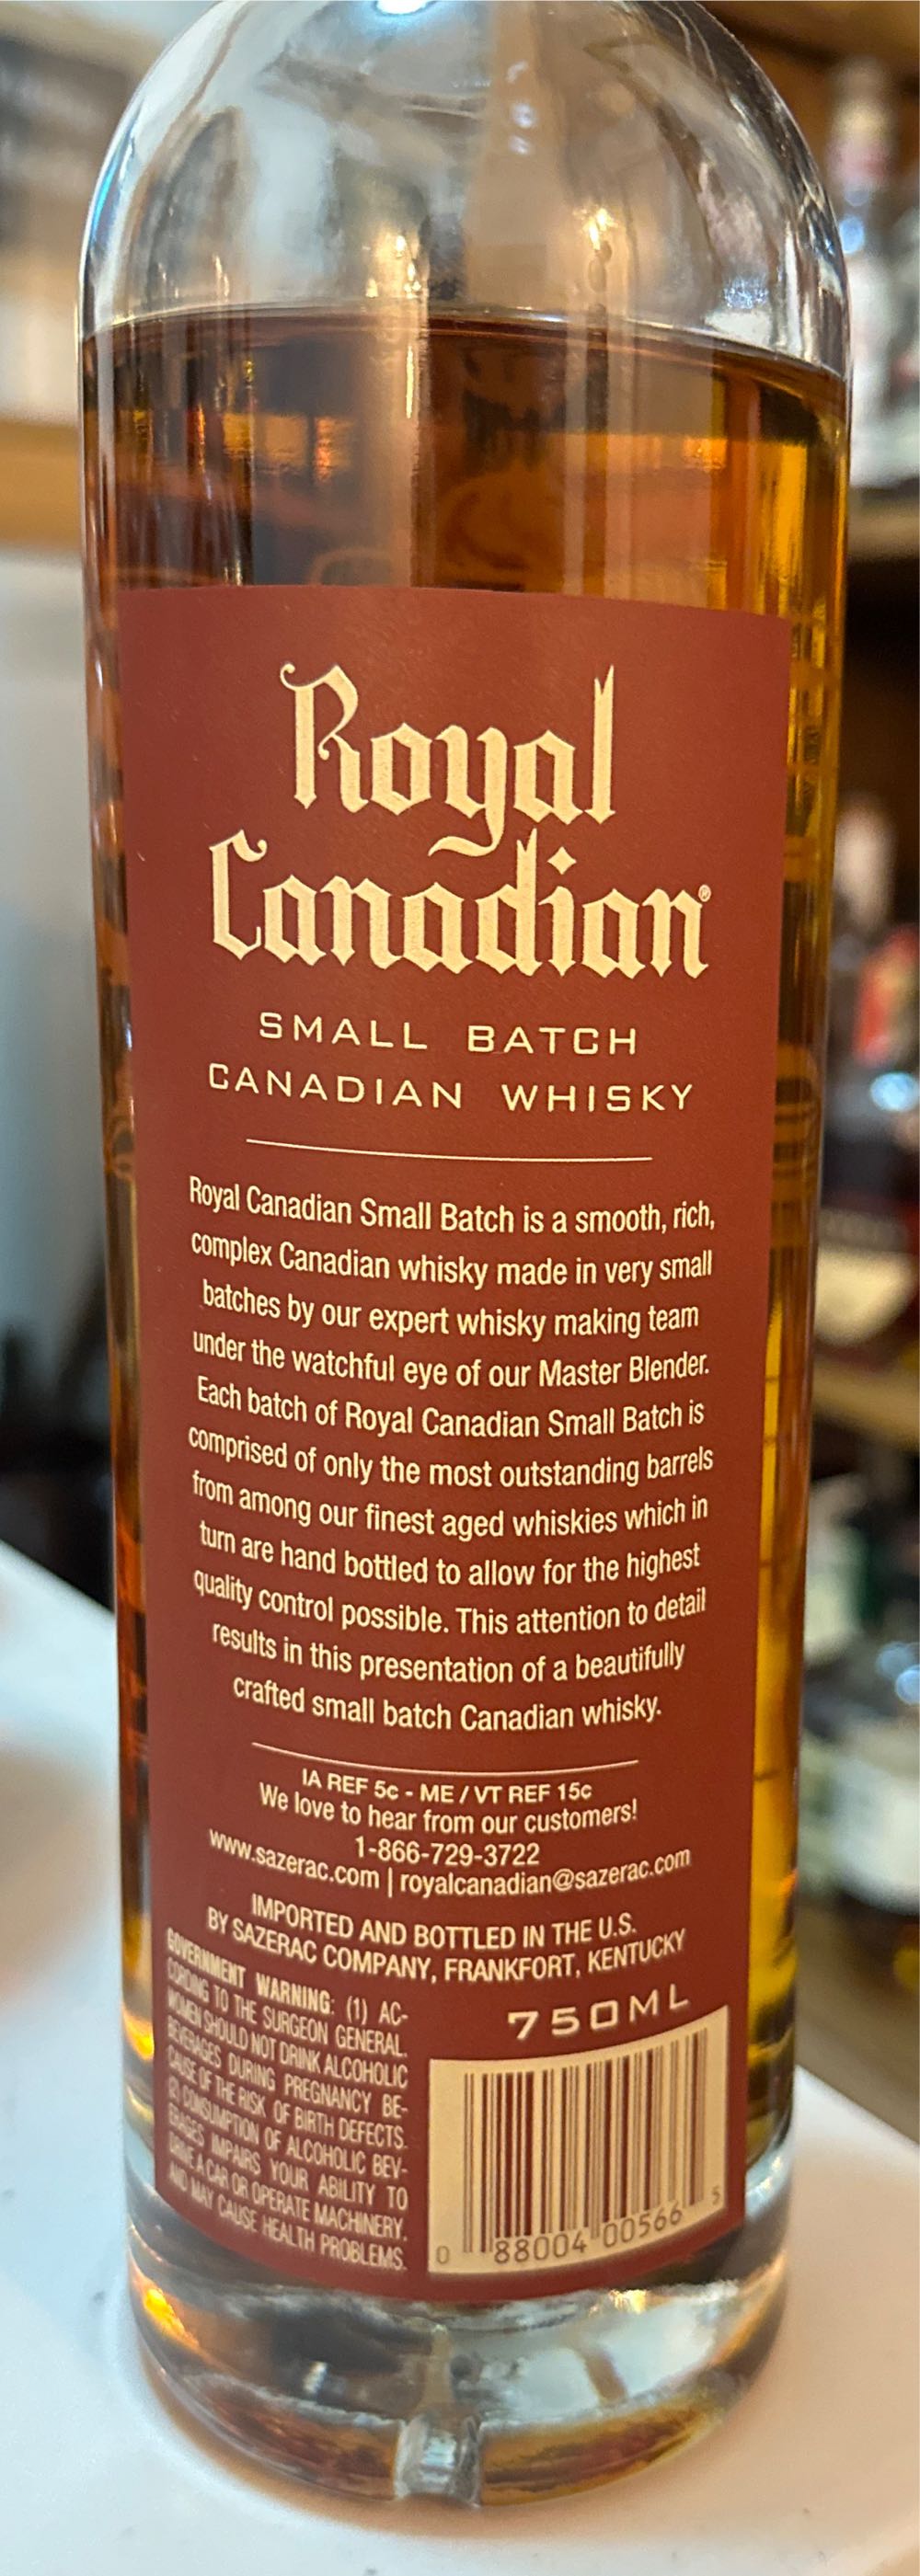 Royal
Canadian®
SMALL BATCH
CANADIAN WHISKY
Royal Canadian Small Batch is a smooth, rich,
complex Canadian whisky made in very small
batches by our expert whisky making team
under the watchful eye of our Master Blender.
Each batch of Royal Canadian Small Batch is
comprised of only the most outstanding barrels
from among our finest aged whiskies which in
turn are hand bottled to allow for the highest
quality control possible. This attention to detail
results in this presentation of a beautifully
crafted small batch Canadian whisky.
IA REF 5c - ME / VT REF 15c
We love to hear from our customers!
1-866-729-3722
www.sazerac.com | royalcanadian@sazerac.com
IMPORTED AND BOTTLED IN THE U.S.
BY SAZERAC COMPANY, FRANKFORT, KENTUCKY
GOVERNMENT WARNING: (1) AC-
CORDING TO THE SURGEON GENERAL.
WOMEN SHOULD NOT DRINK ALCOHOLIC
BEVERAGES DURING PREGNANCY BE-
CAUSE OF THE RISK OF BIRTH DEFECTS.
(2) CONSUMPTION OF ALCOHOLIC BEV-
ERAGES IMPAIRS YOUR ABILITY TO
DRIVE A CAR OR OPERATE MACHINERY,
AND MAY CAUSE HEALTH PROBLEMS.
750ML
0 88004 00566 5